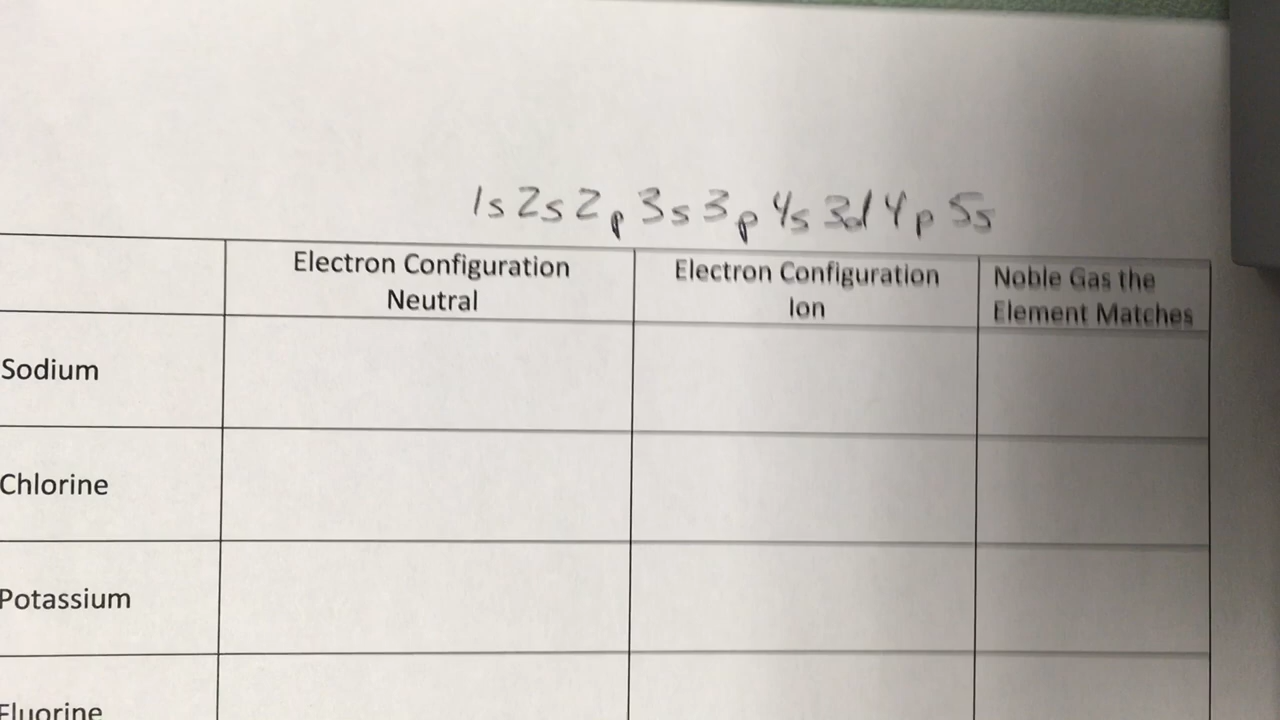 1s 2s 2p 3s 3p 4s 3d 4p 5s
Electron Configuration
Neutral
Electron Configuration
Ion
Noble Gas the
Element Matches
Sodium
Chlorine
Potassium
Fluorine